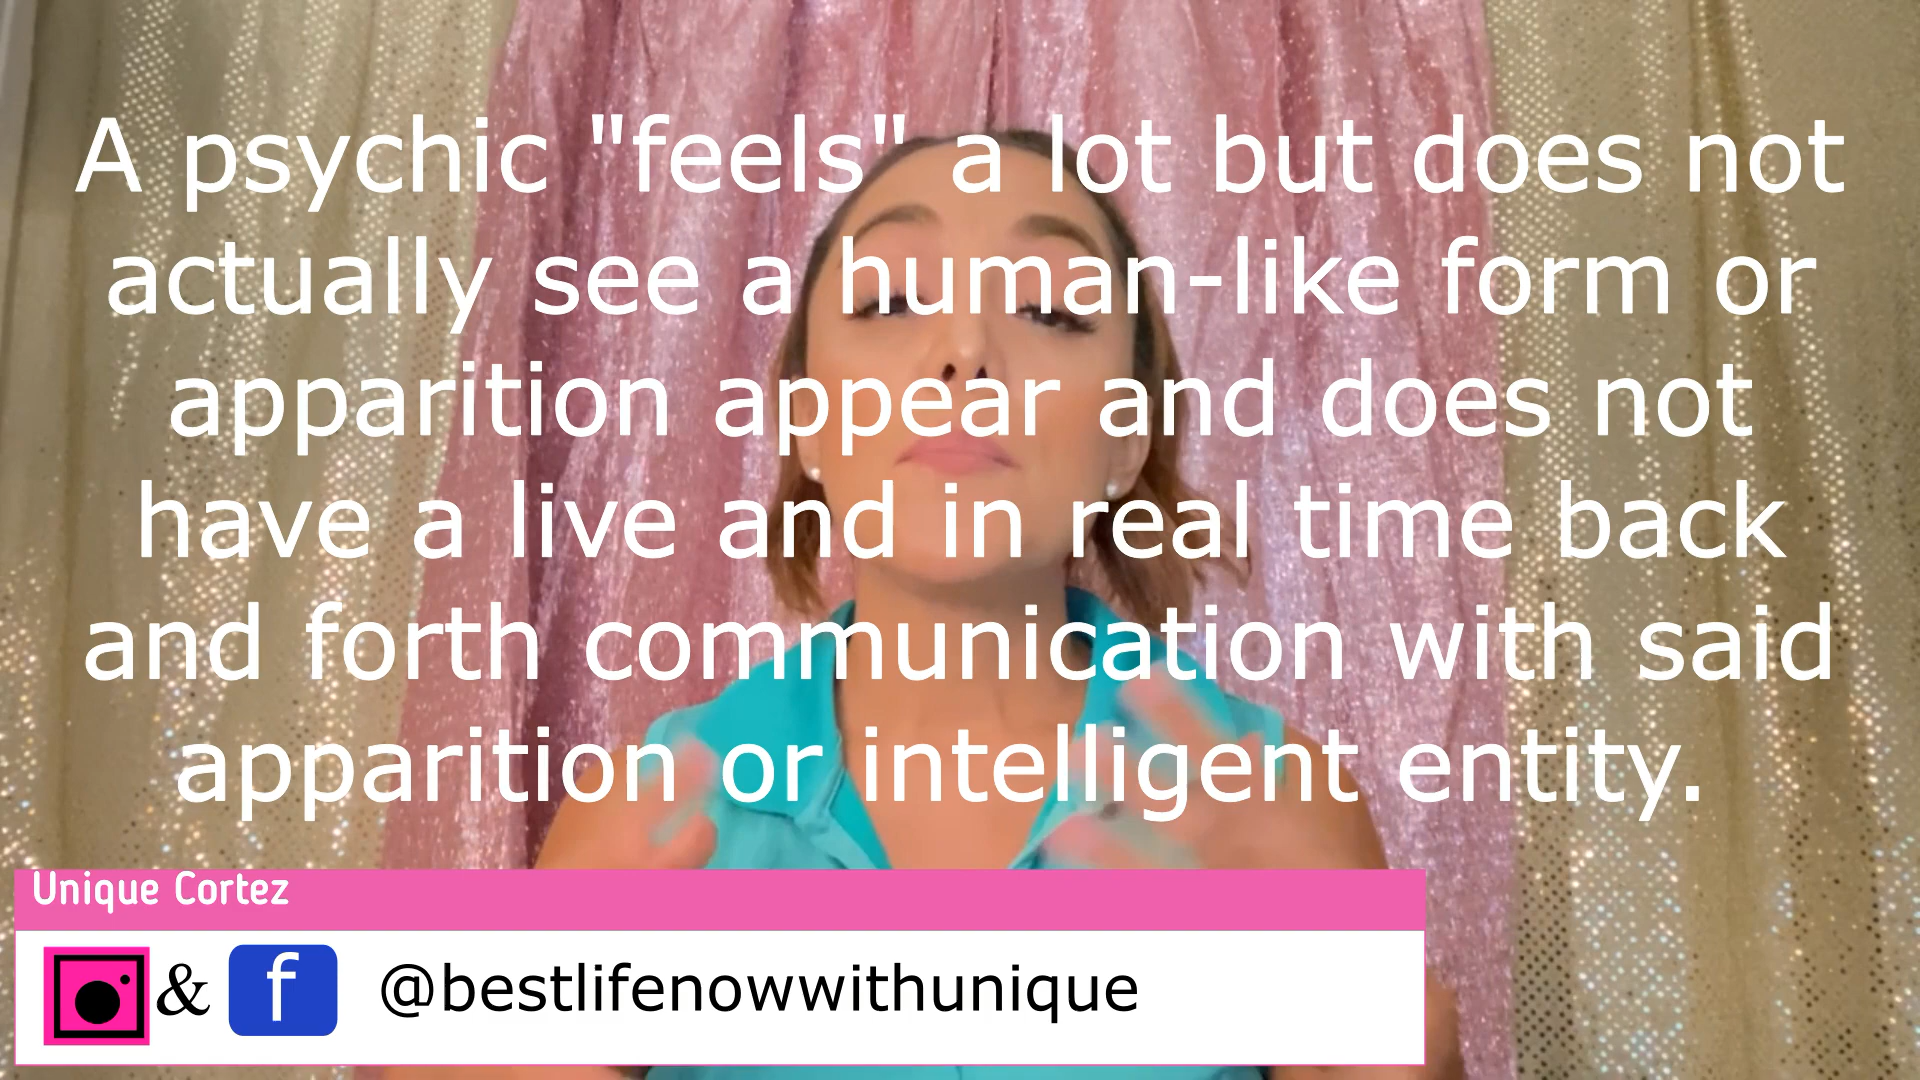 A psychic "feels" a lot but does not
actually see a human-like form or
apparition appear and does not
have a live and in real time back
and forth communication with said
apparition or intelligent entity.
Unique Cortez
& f @bestlifenowwithunique